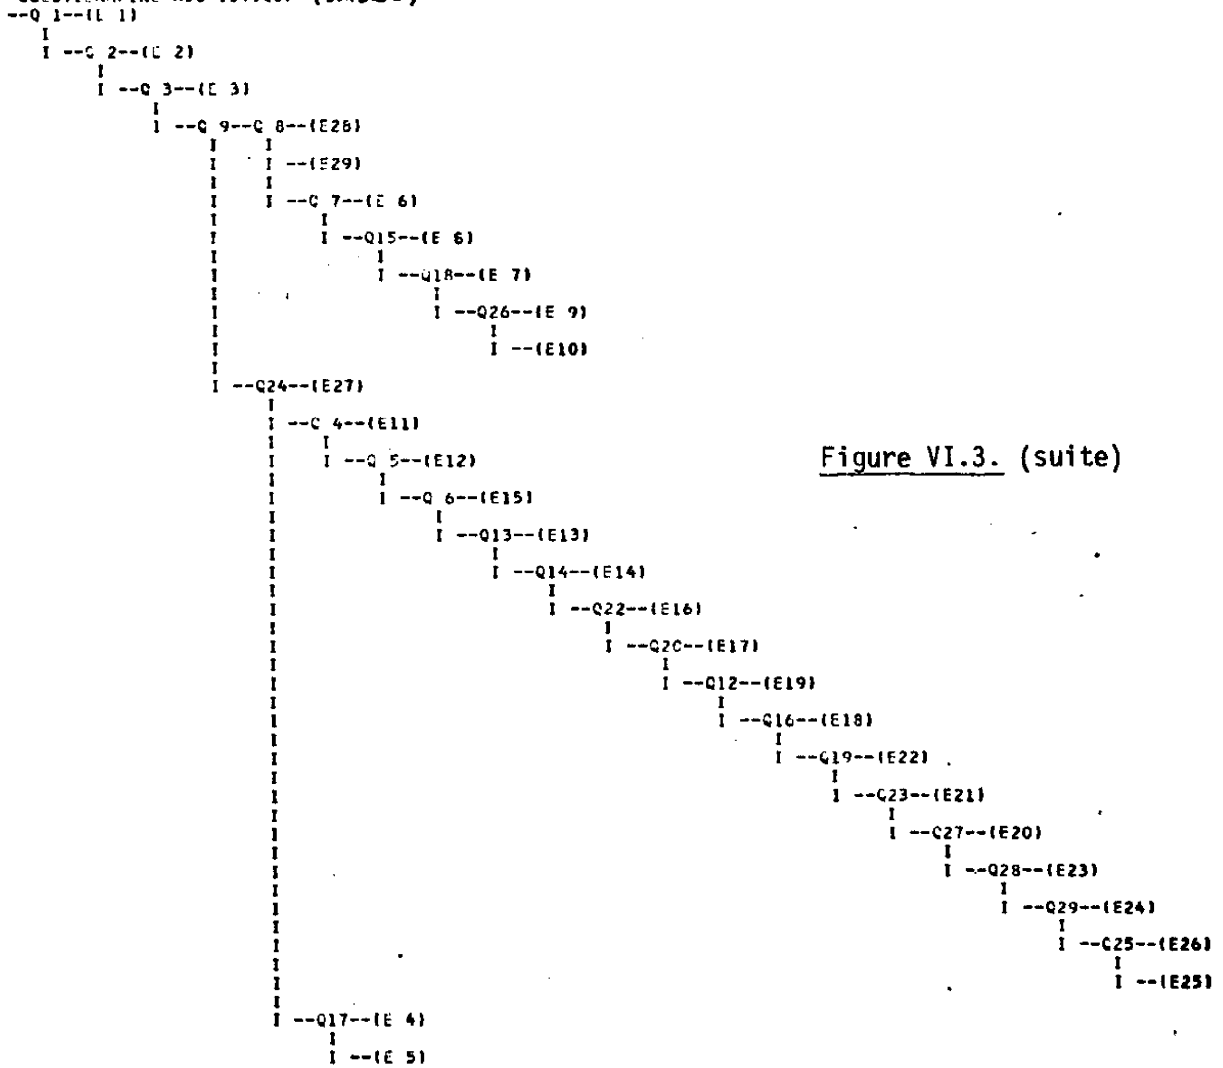 --Q 1--(E 1)
I
I --Q 2--(E 2)
I
I --Q 3--(E 3)
I
I --Q 9--Q 8--(E28)
I I
I I --(E29)
I I
I I --Q 7--(E 6)
I I
I I --Q15--(E 8)
I I
I I --Q18--(E 7)
I I
I I --Q26--(E 9)
I I
I I --(E10)
I
I --Q24--(E27)
I
I --Q 4--(E11)
I I
I I --Q 5--(E12)
I I
I I --Q 6--(E15)
I I
I I --Q13--(E13)
I I
I I --Q14--(E14)
I I
I I --Q22--(E16)
I I
I I --Q20--(E17)
I I
I I --Q12--(E19)
I I
I I --Q16--(E18)
I I
I I --Q19--(E22)
I I
I I --Q23--(E21)
I I
I I --Q27--(E20)
I I
I I --Q28--(E23)
I I
I I --Q29--(E24)
I I
I I --Q25--(E26)
I I
I I --(E25)
I
I --Q17--(E 4)
I
I --(E 5)
Figure VI.3. (suite)